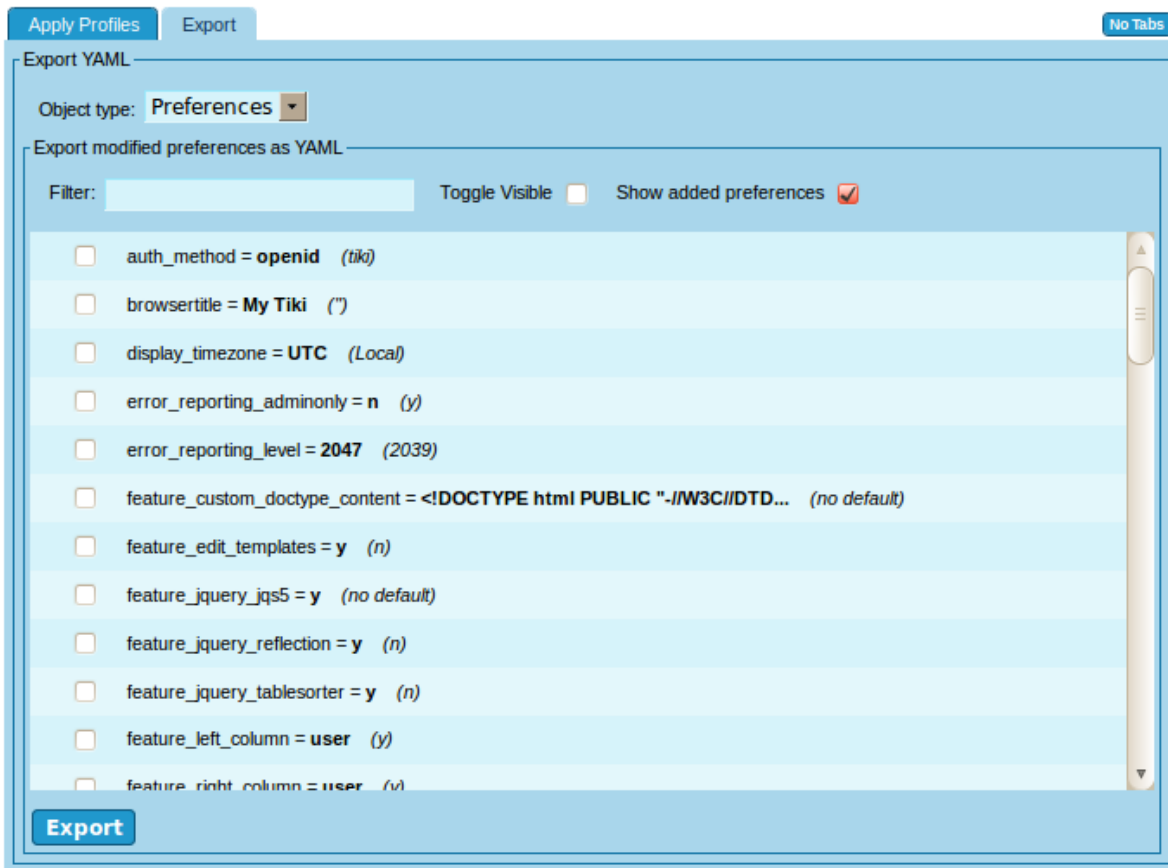 Apply Profiles Export No Tabs
Export YAML
Object type: Preferences
Export modified preferences as YAML
Filter: Toggle Visible Show added preferences
auth_method = openid (tiki)
browsertitle = My Tiki ('')
display_timezone = UTC (Local)
error_reporting_adminonly = n (y)
error_reporting_level = 2047 (2039)
feature_custom_doctype_content = <!DOCTYPE html PUBLIC "-//W3C//DTD... (no default)
feature_edit_templates = y (n)
feature_jquery_jqs5 = y (no default)
feature_jquery_reflection = y (n)
feature_jquery_tablesorter = y (n)
feature_left_column = user (y)
feature_right_column = user (y)
Export